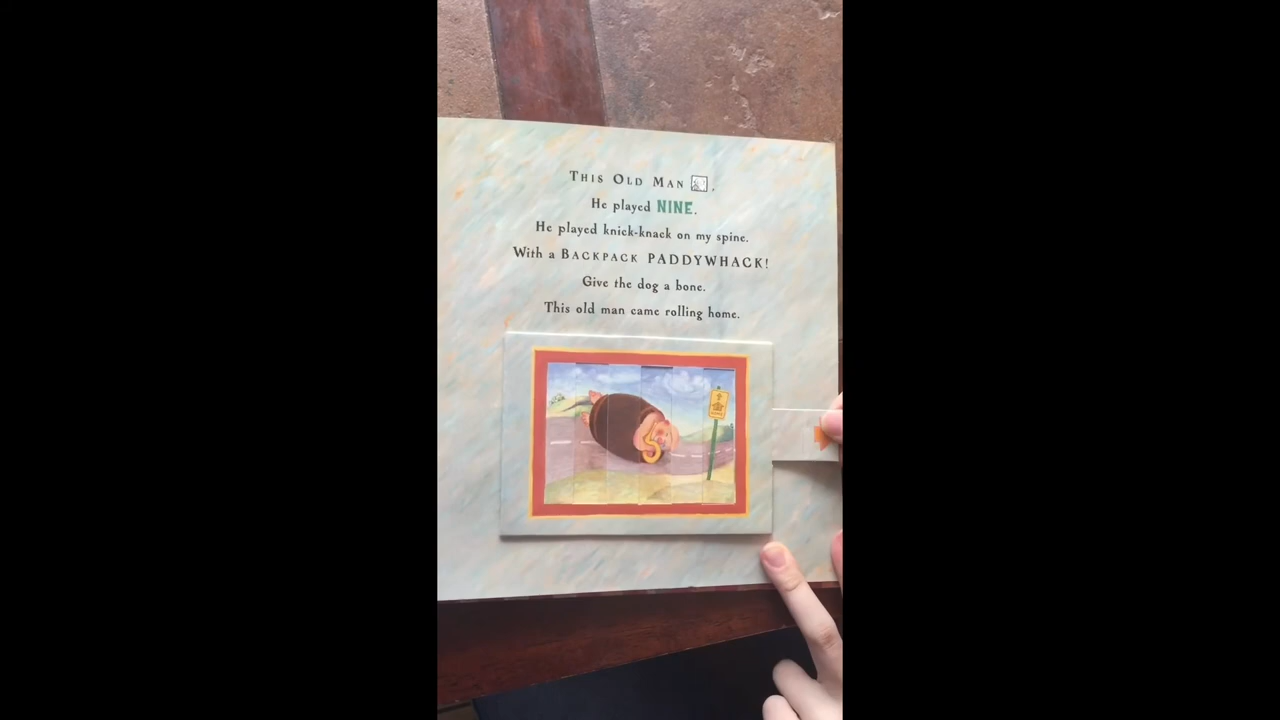 THIS OLD MAN ,
He played NINE.
He played knick-knack on my spine.
With a BACKPACK PADDYWHACK!
Give the dog a bone.
This old man came rolling home.